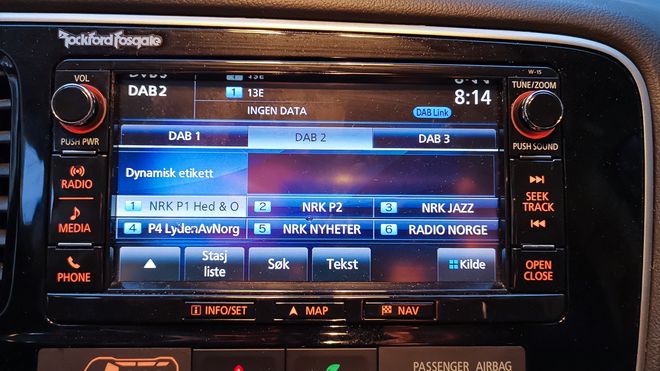 Rockford Fosgate
W-15
VOL
TUNE/ZOOM
PUSH PWR
PUSH SOUND
DAB2
1 13E
8:14
INGEN DATA
DAB Link
DAB 1
DAB 2
DAB 3
Dynamisk etikett
1 NRK P1 Hed & O
2 NRK P2
3 NRK JAZZ
4 P4 LydenAvNorg
5 NRK NYHETER
6 RADIO NORGE
Stasj
liste
Søk
Tekst
Kilde
RADIO
MEDIA
PHONE
SEEK
TRACK
OPEN
CLOSE
i INFO/SET
MAP
NAV
PASSENGER AIRBAG